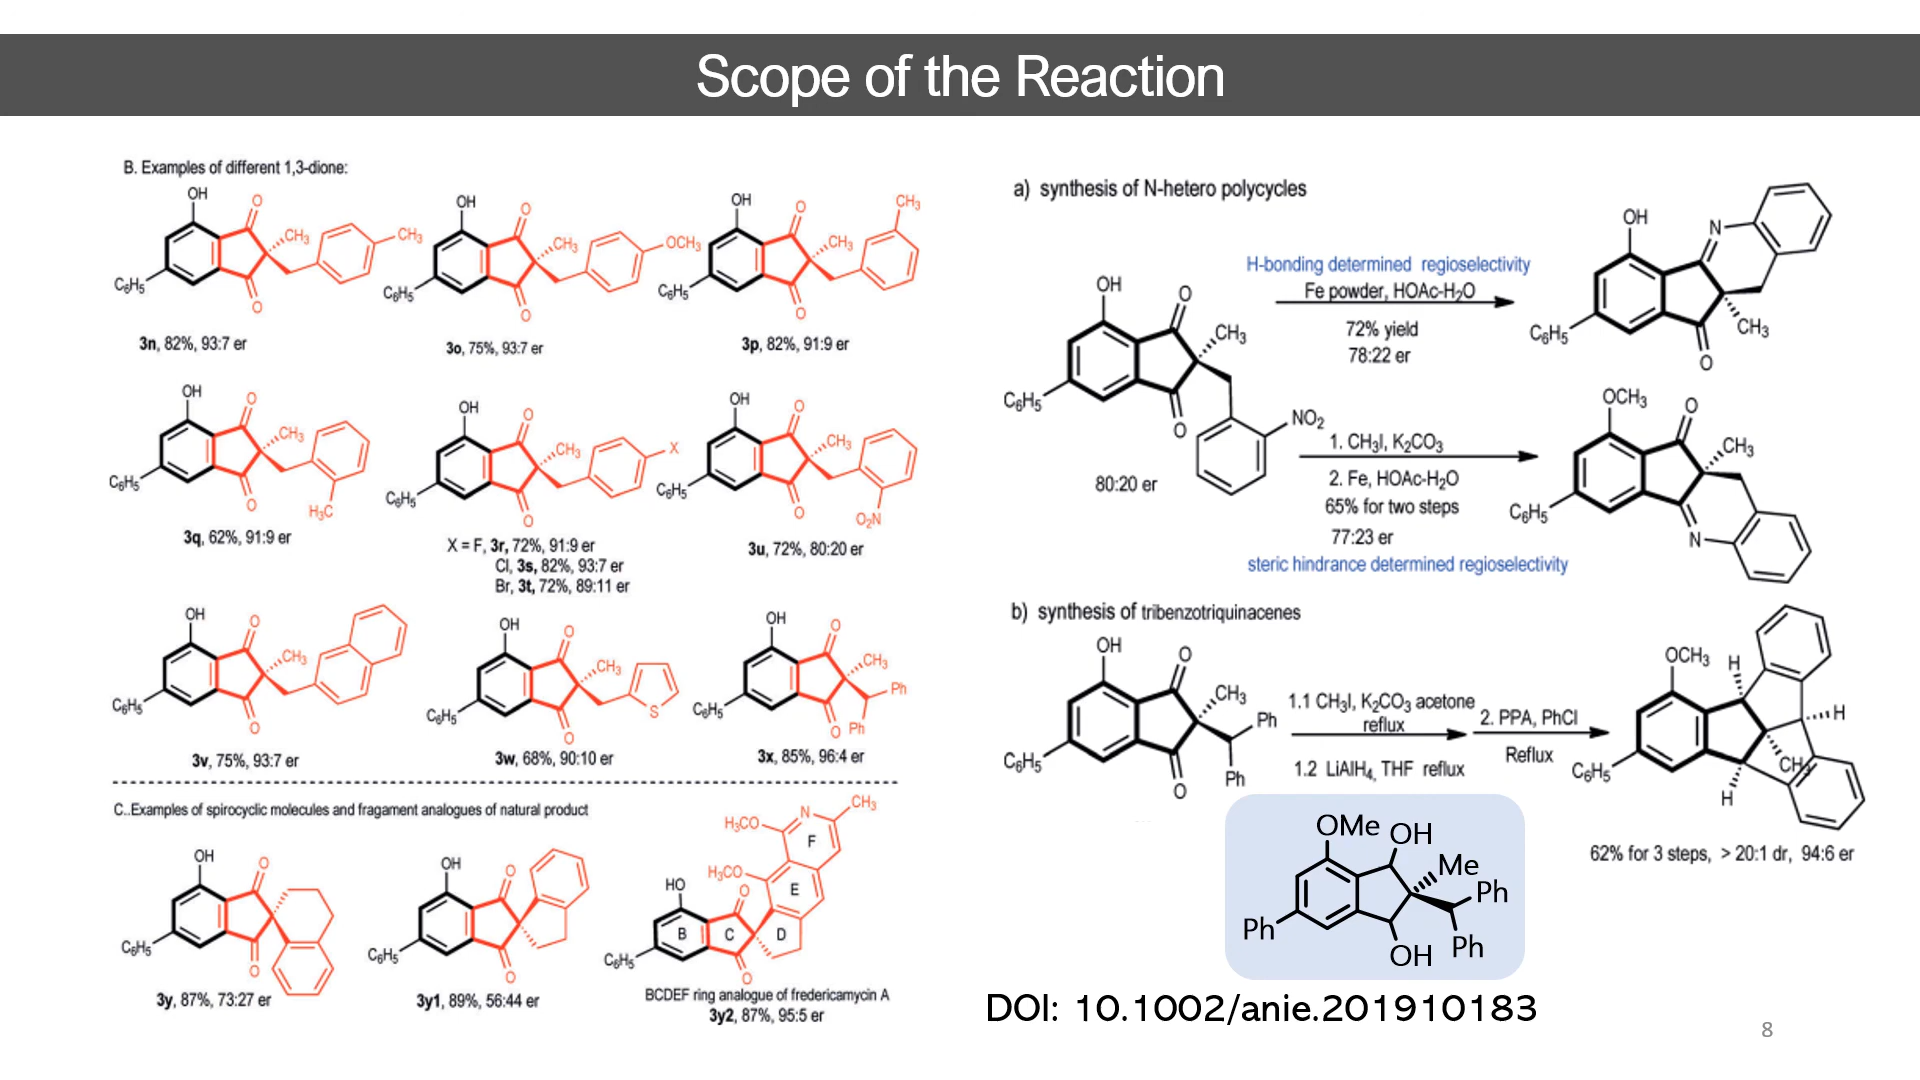 Scope of the Reaction
B. Examples of different 1,3-dione:
OH
O
CH₃
CH₃
C₆H₅
O
3n, 82%, 93:7 er
OH
O
CH₃
OCH₃
C₆H₅
O
3o, 75%, 93:7 er
OH
O
CH₃
CH₃
C₆H₅
O
3p, 82%, 91:9 er
OH
O
CH₃
C₆H₅
O
H₃C
3q, 62%, 91:9 er
OH
O
CH₃
X
C₆H₅
O
X = F, 3r, 72%, 91:9 er
Cl, 3s, 82%, 93:7 er
Br, 3t, 72%, 89:11 er
OH
O
CH₃
C₆H₅
O
O₂N
3u, 72%, 80:20 er
OH
O
CH₃
C₆H₅
O
3v, 75%, 93:7 er
OH
O
CH₃
C₆H₅
S
O
3w, 68%, 90:10 er
OH
O
CH₃
Ph
C₆H₅
O
Ph
3x, 85%, 96:4 er
C..Examples of spirocyclic molecules and fragament analogues of natural product
OH
O
C₆H₅
O
3y, 87%, 73:27 er
OH
O
C₆H₅
O
3y1, 89%, 56:44 er
CH₃
N
H₃CO
F
H₃CO
E
HO
O
B
C
D
C₆H₅
O
BCDEF ring analogue of fredericamycin A
3y2, 87%, 95:5 er
a) synthesis of N-hetero polycycles
OH
O
CH₃
C₆H₅
O
NO₂
80:20 er
H-bonding determined regioselectivity
Fe powder, HOAc-H₂O
72% yield
78:22 er
OH
N
CH₃
C₆H₅
O
1. CH₃I, K₂CO₃
2. Fe, HOAc-H₂O
65% for two steps
77:23 er
steric hindrance determined regioselectivity
OCH₃
O
CH₃
C₆H₅
N
b) synthesis of tribenzotriquinacenes
OH
O
CH₃
Ph
C₆H₅
Ph
O
1.1 CH₃I, K₂CO₃ acetone
reflux
1.2 LiAlH₄, THF reflux
2. PPA, PhCl
Reflux
OCH₃
H
H
CH₃
C₆H₅
H
62% for 3 steps, > 20:1 dr, 94:6 er
OMe
OH
Me
Ph
Ph
Ph
OH
DOI: 10.1002/anie.201910183
8